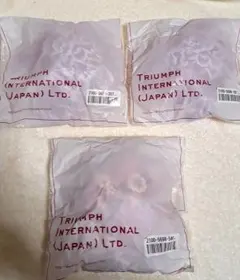 TRIUMPH
INTERNATIONAL
(JAPAN) LTD.
TRIUMPH
INTERNATIONAL
(JAPAN) LTD.
TRIUMPH
INTERNATIONAL
(JAPAN) LTD.